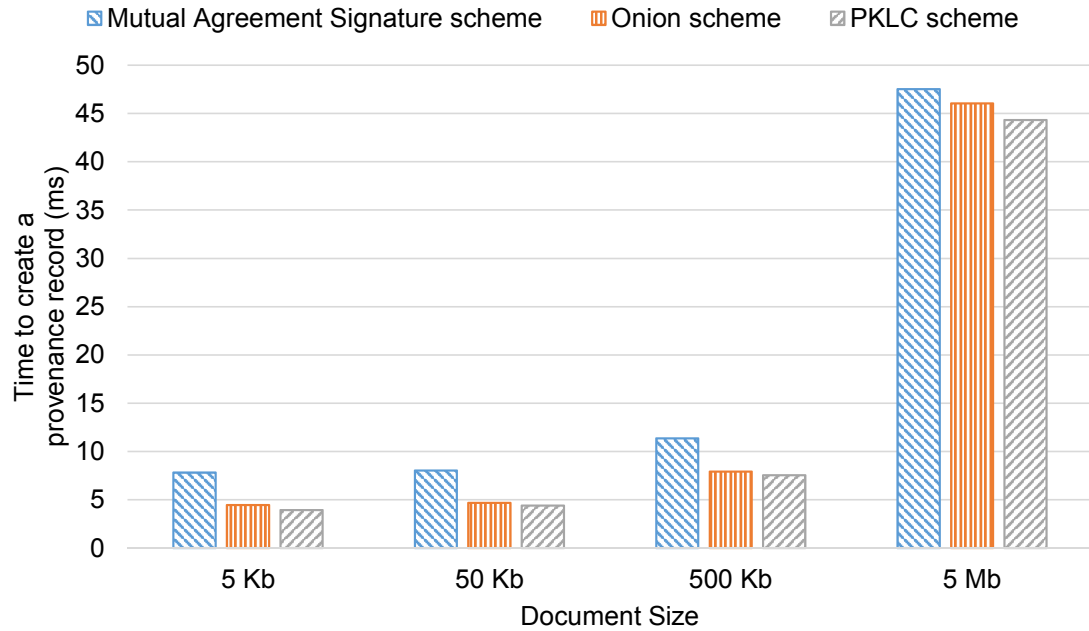 Mutual Agreement Signature scheme Onion scheme PKLC scheme
50
45
40
35
30
25
20
15
10
5
0
Time to create a
provenance record (ms)
5 Kb 50 Kb 500 Kb 5 Mb
Document Size